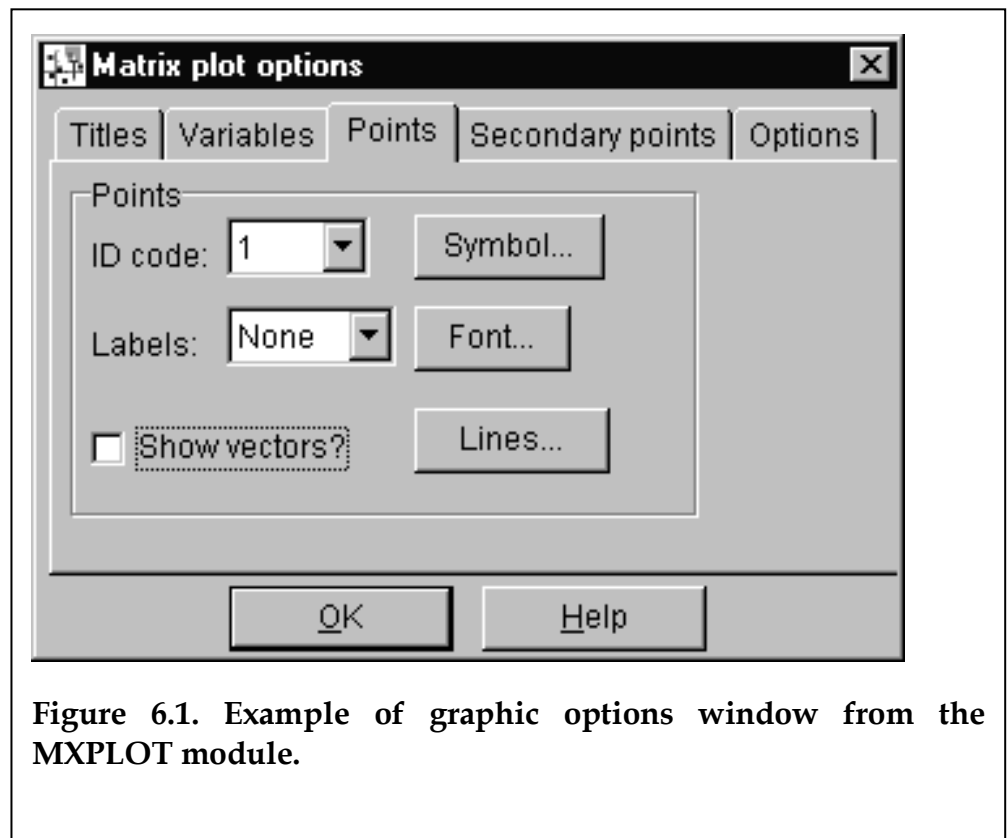 Matrix plot options
Titles Variables Points Secondary points Options
Points
ID code: 1 Symbol...
Labels: None Font...
Show vectors? Lines...
OK Help
Figure 6.1. Example of graphic options window from the
MXPLOT module.